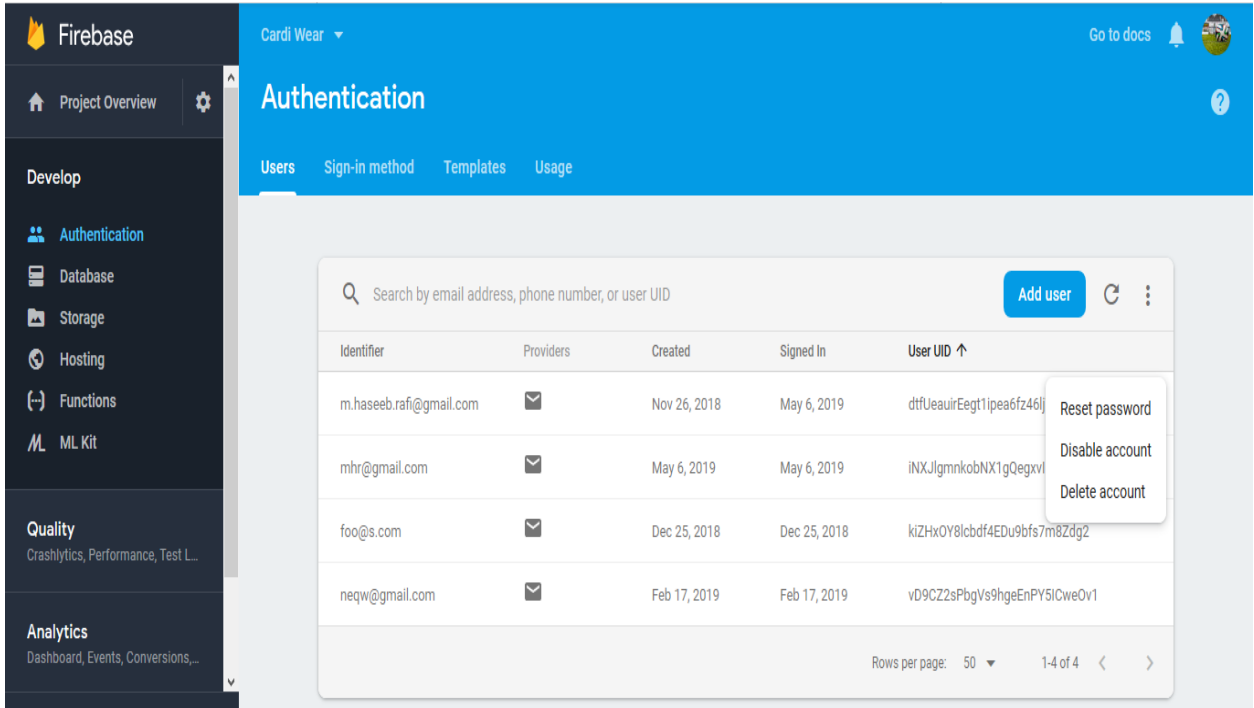 Firebase
Cardi Wear
Go to docs
Project Overview
Authentication
Users Sign-in method Templates Usage
Develop
Authentication
Database
Storage
Hosting
Functions
ML Kit
Quality
Crashlytics, Performance, Test L...
Analytics
Dashboard, Events, Conversions,...
Search by email address, phone number, or user UID
Add user
Identifier Providers Created Signed In User UID
m.haseeb.rafi@gmail.com Nov 26, 2018 May 6, 2019 dtfUeauirEegt1ipea6fz46lj
mhr@gmail.com May 6, 2019 May 6, 2019
foo@s.com Dec 25, 2018 Dec 25, 2018 kiZHxOY8lcbdf4EDu9bfs7m8Zdg2
neqw@gmail.com Feb 17, 2019 Feb 17, 2019 vD9CZ2sPbgVs9hgeEnPY5ICweOv1
Reset password
Disable account
Delete account
Rows per page: 50 1-4 of 4